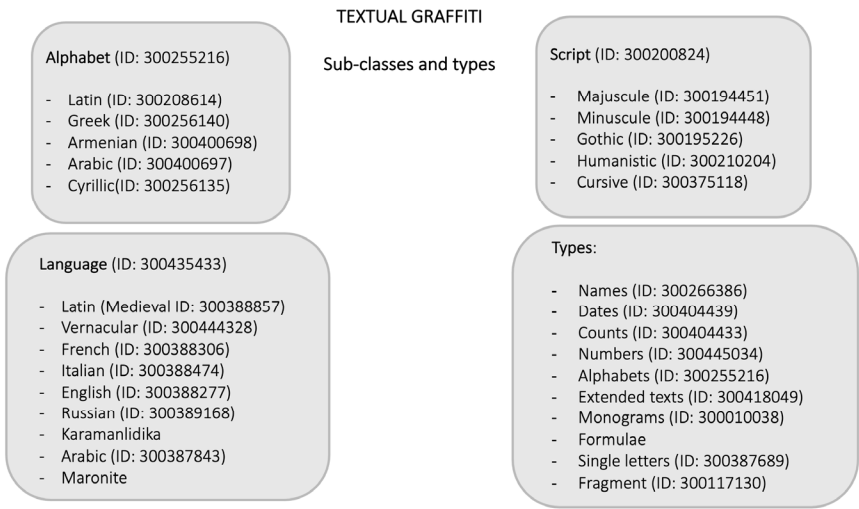 TEXTUAL GRAFFITI
Sub-classes and types
Alphabet (ID: 300255216)
- Latin (ID: 300208614)
- Greek (ID: 300256140)
- Armenian (ID: 300400698)
- Arabic (ID: 300400697)
- Cyrillic(ID: 300256135)
Script (ID: 300200824)
- Majuscule (ID: 300194451)
- Minuscule (ID: 300194448)
- Gothic (ID: 300195226)
- Humanistic (ID: 300210204)
- Cursive (ID: 300375118)
Language (ID: 300435433)
- Latin (Medieval ID: 300388857)
- Vernacular (ID: 300444328)
- French (ID: 300388306)
- Italian (ID: 300388474)
- English (ID: 300388277)
- Russian (ID: 300389168)
- Karamanlidika
- Arabic (ID: 300387843)
- Maronite
Types:
- Names (ID: 300266386)
- Dates (ID: 300404439)
- Counts (ID: 300404433)
- Numbers (ID: 300445034)
- Alphabets (ID: 300255216)
- Extended texts (ID: 300418049)
- Monograms (ID: 300010038)
- Formulae
- Single letters (ID: 300387689)
- Fragment (ID: 300117130)